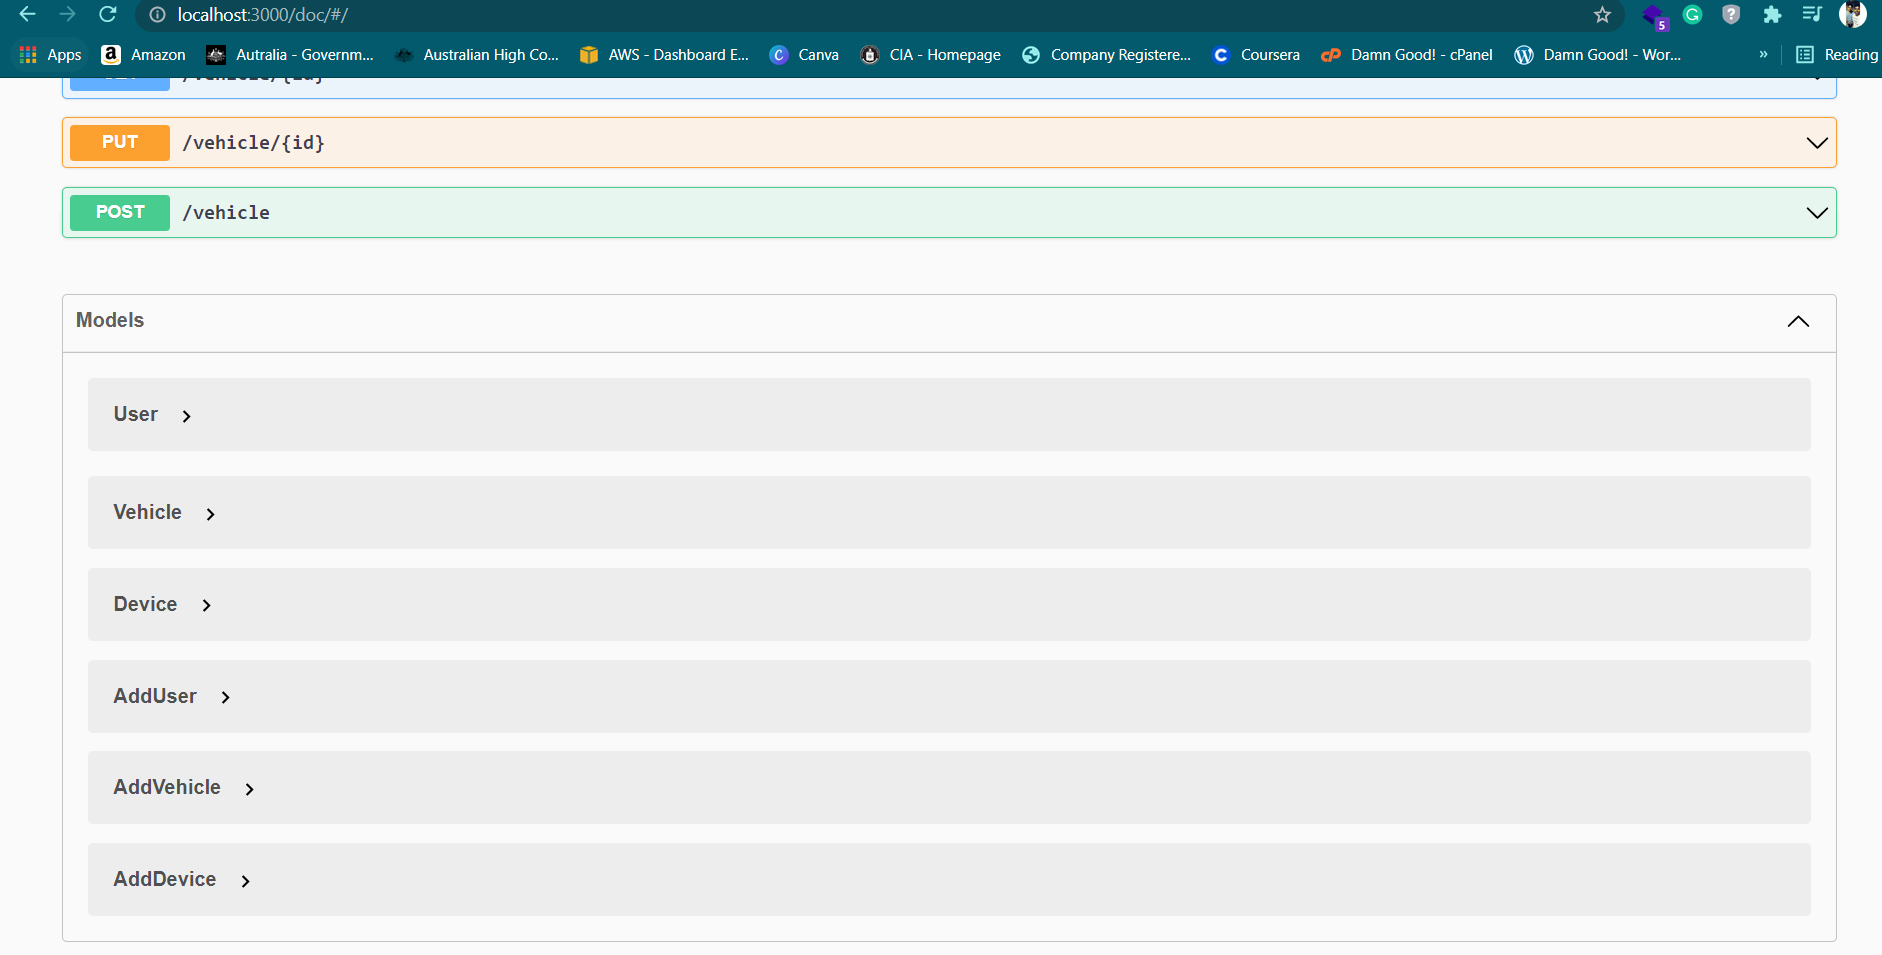 localhost:3000/doc/#/
5
Apps Amazon Autralia - Governm... Australian High Co... AWS - Dashboard E... Canva CIA - Homepage Company Registere... Coursera Damn Good! - cPanel Damn Good! - Wor... » Reading
/vehicle/{id}
PUT /vehicle/{id}
POST /vehicle
Models
User
Vehicle
Device
AddUser
AddVehicle
AddDevice